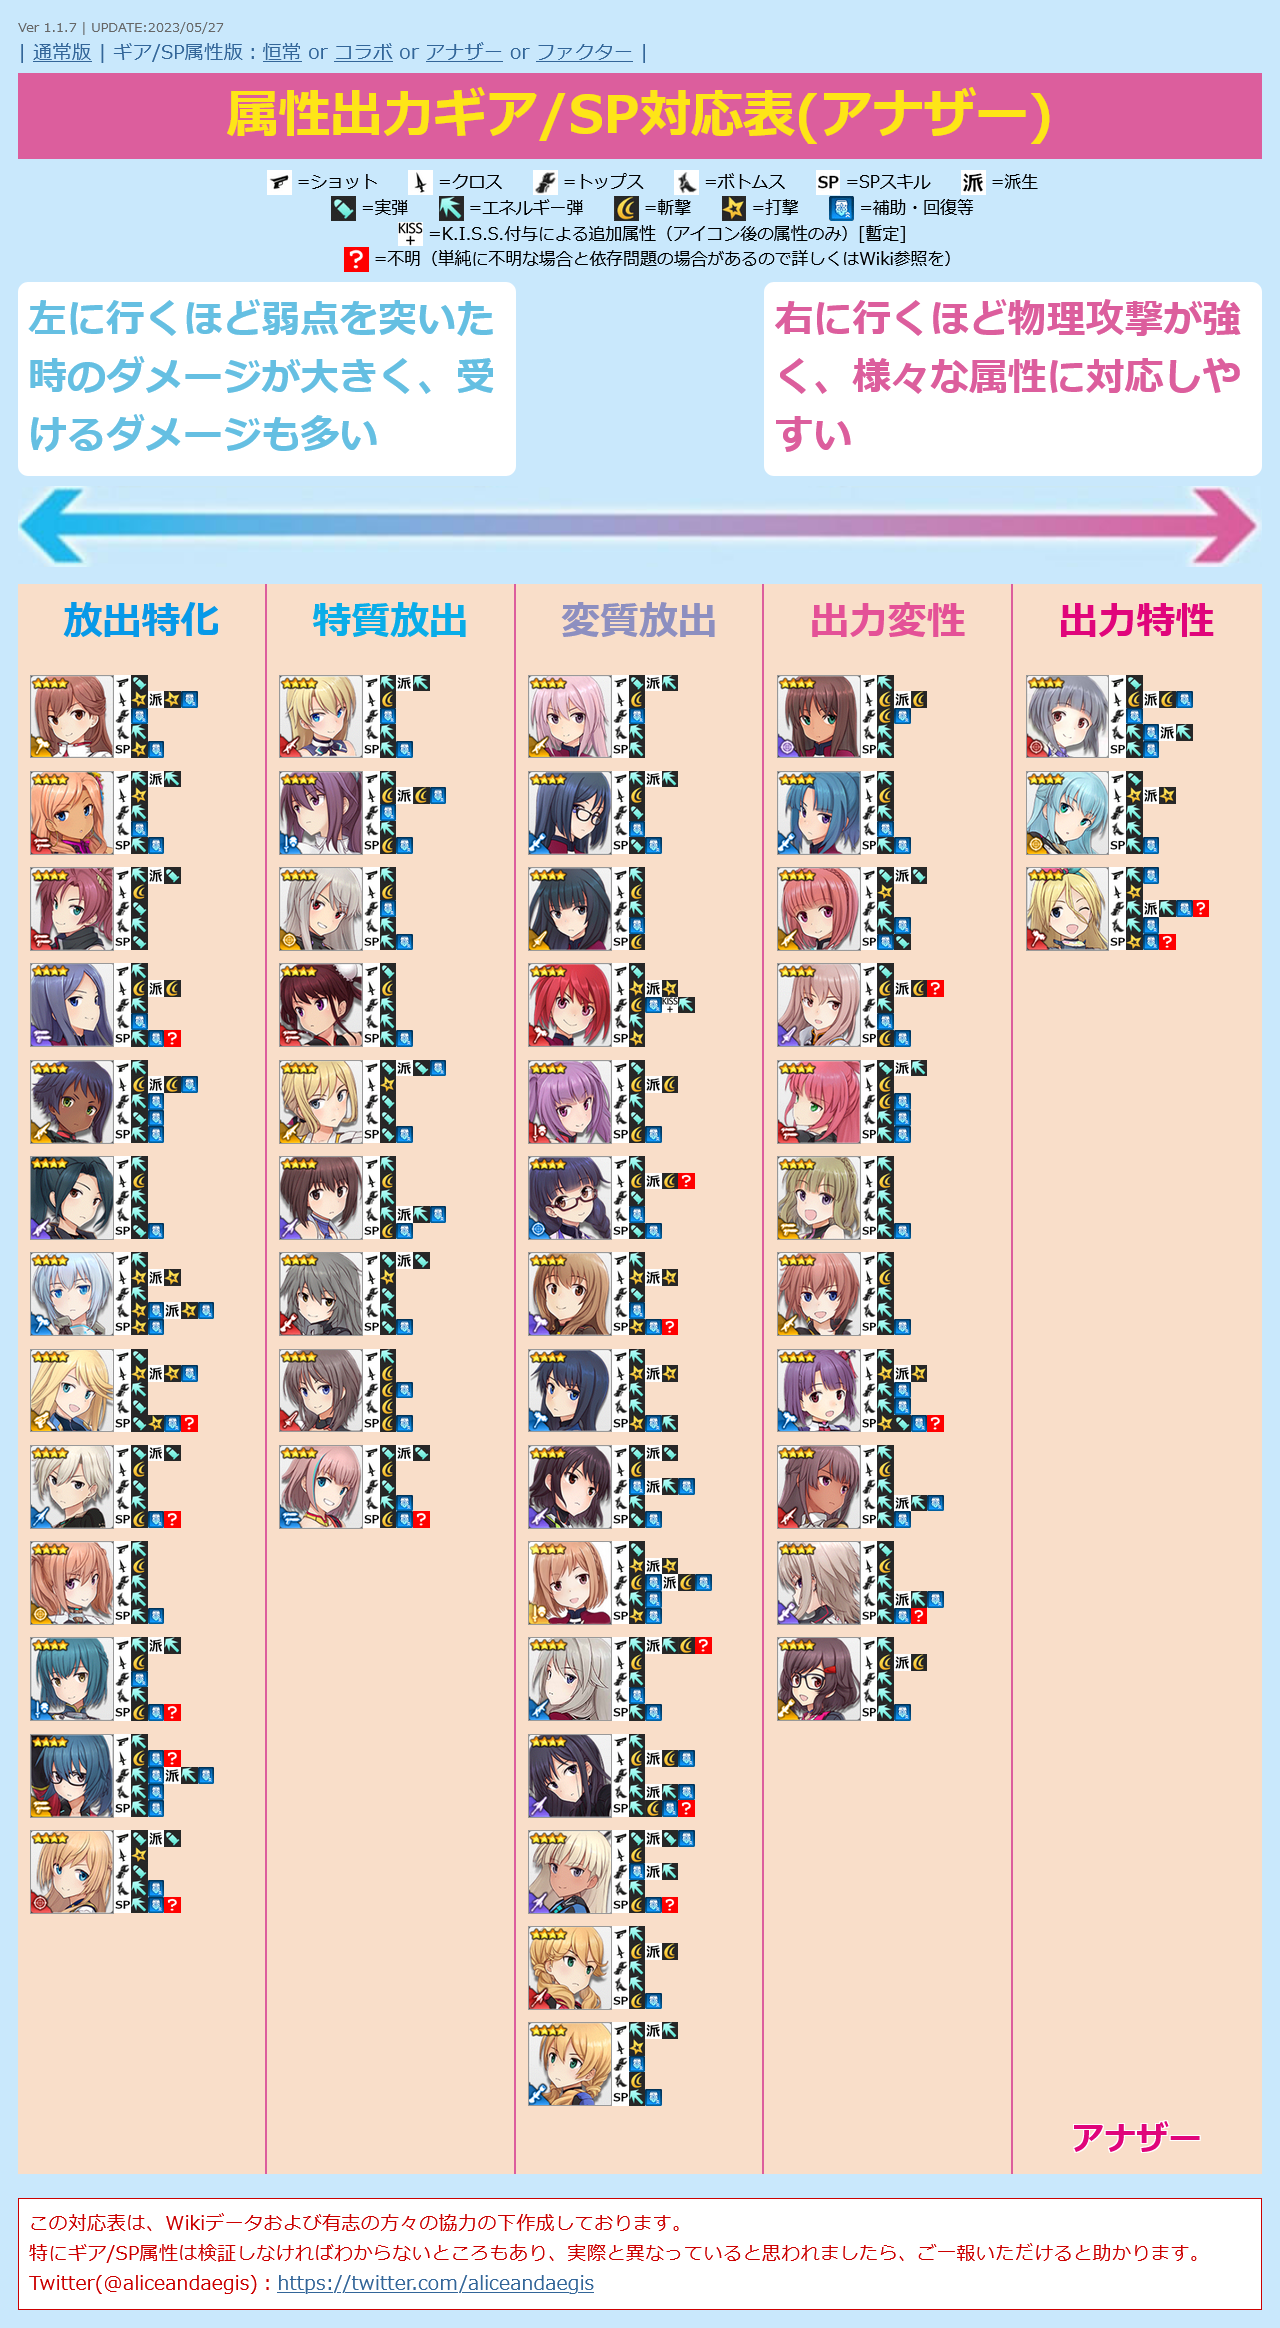 Ver 1.1.7 | UPDATE:2023/05/27
| 通常版 | ギア/SP属性版：恒常 or コラボ or アナザー or ファクター |
属性出力ギア/SP対応表(アナザー)
=ショット =クロス =トップス =ボトムス SP =SPスキル 派 =派生
=実弾 =エネルギー弾 =斬撃 =打撃 =補助・回復等
KISS+ =K.I.S.S.付与による追加属性（アイコン後の属性のみ）[暫定]
? =不明（単純に不明な場合と依存問題の場合があるので詳しくはWiki参照を）
左に行くほど弱点を突いた
時のダメージが大きく、受
けるダメージも多い
右に行くほど物理攻撃が強
く、様々な属性に対応しや
すい
放出特化 特質放出 変質放出 出力変性 出力特性
アナザー
この対応表は、Wikiデータおよび有志の方々の協力の下作成しております。
特にギア/SP属性は検証しなければわからないところもあり、実際と異なっていると思われましたら、ご一報いただけると助かります。
Twitter(@aliceandaegis)：https://twitter.com/aliceandaegis